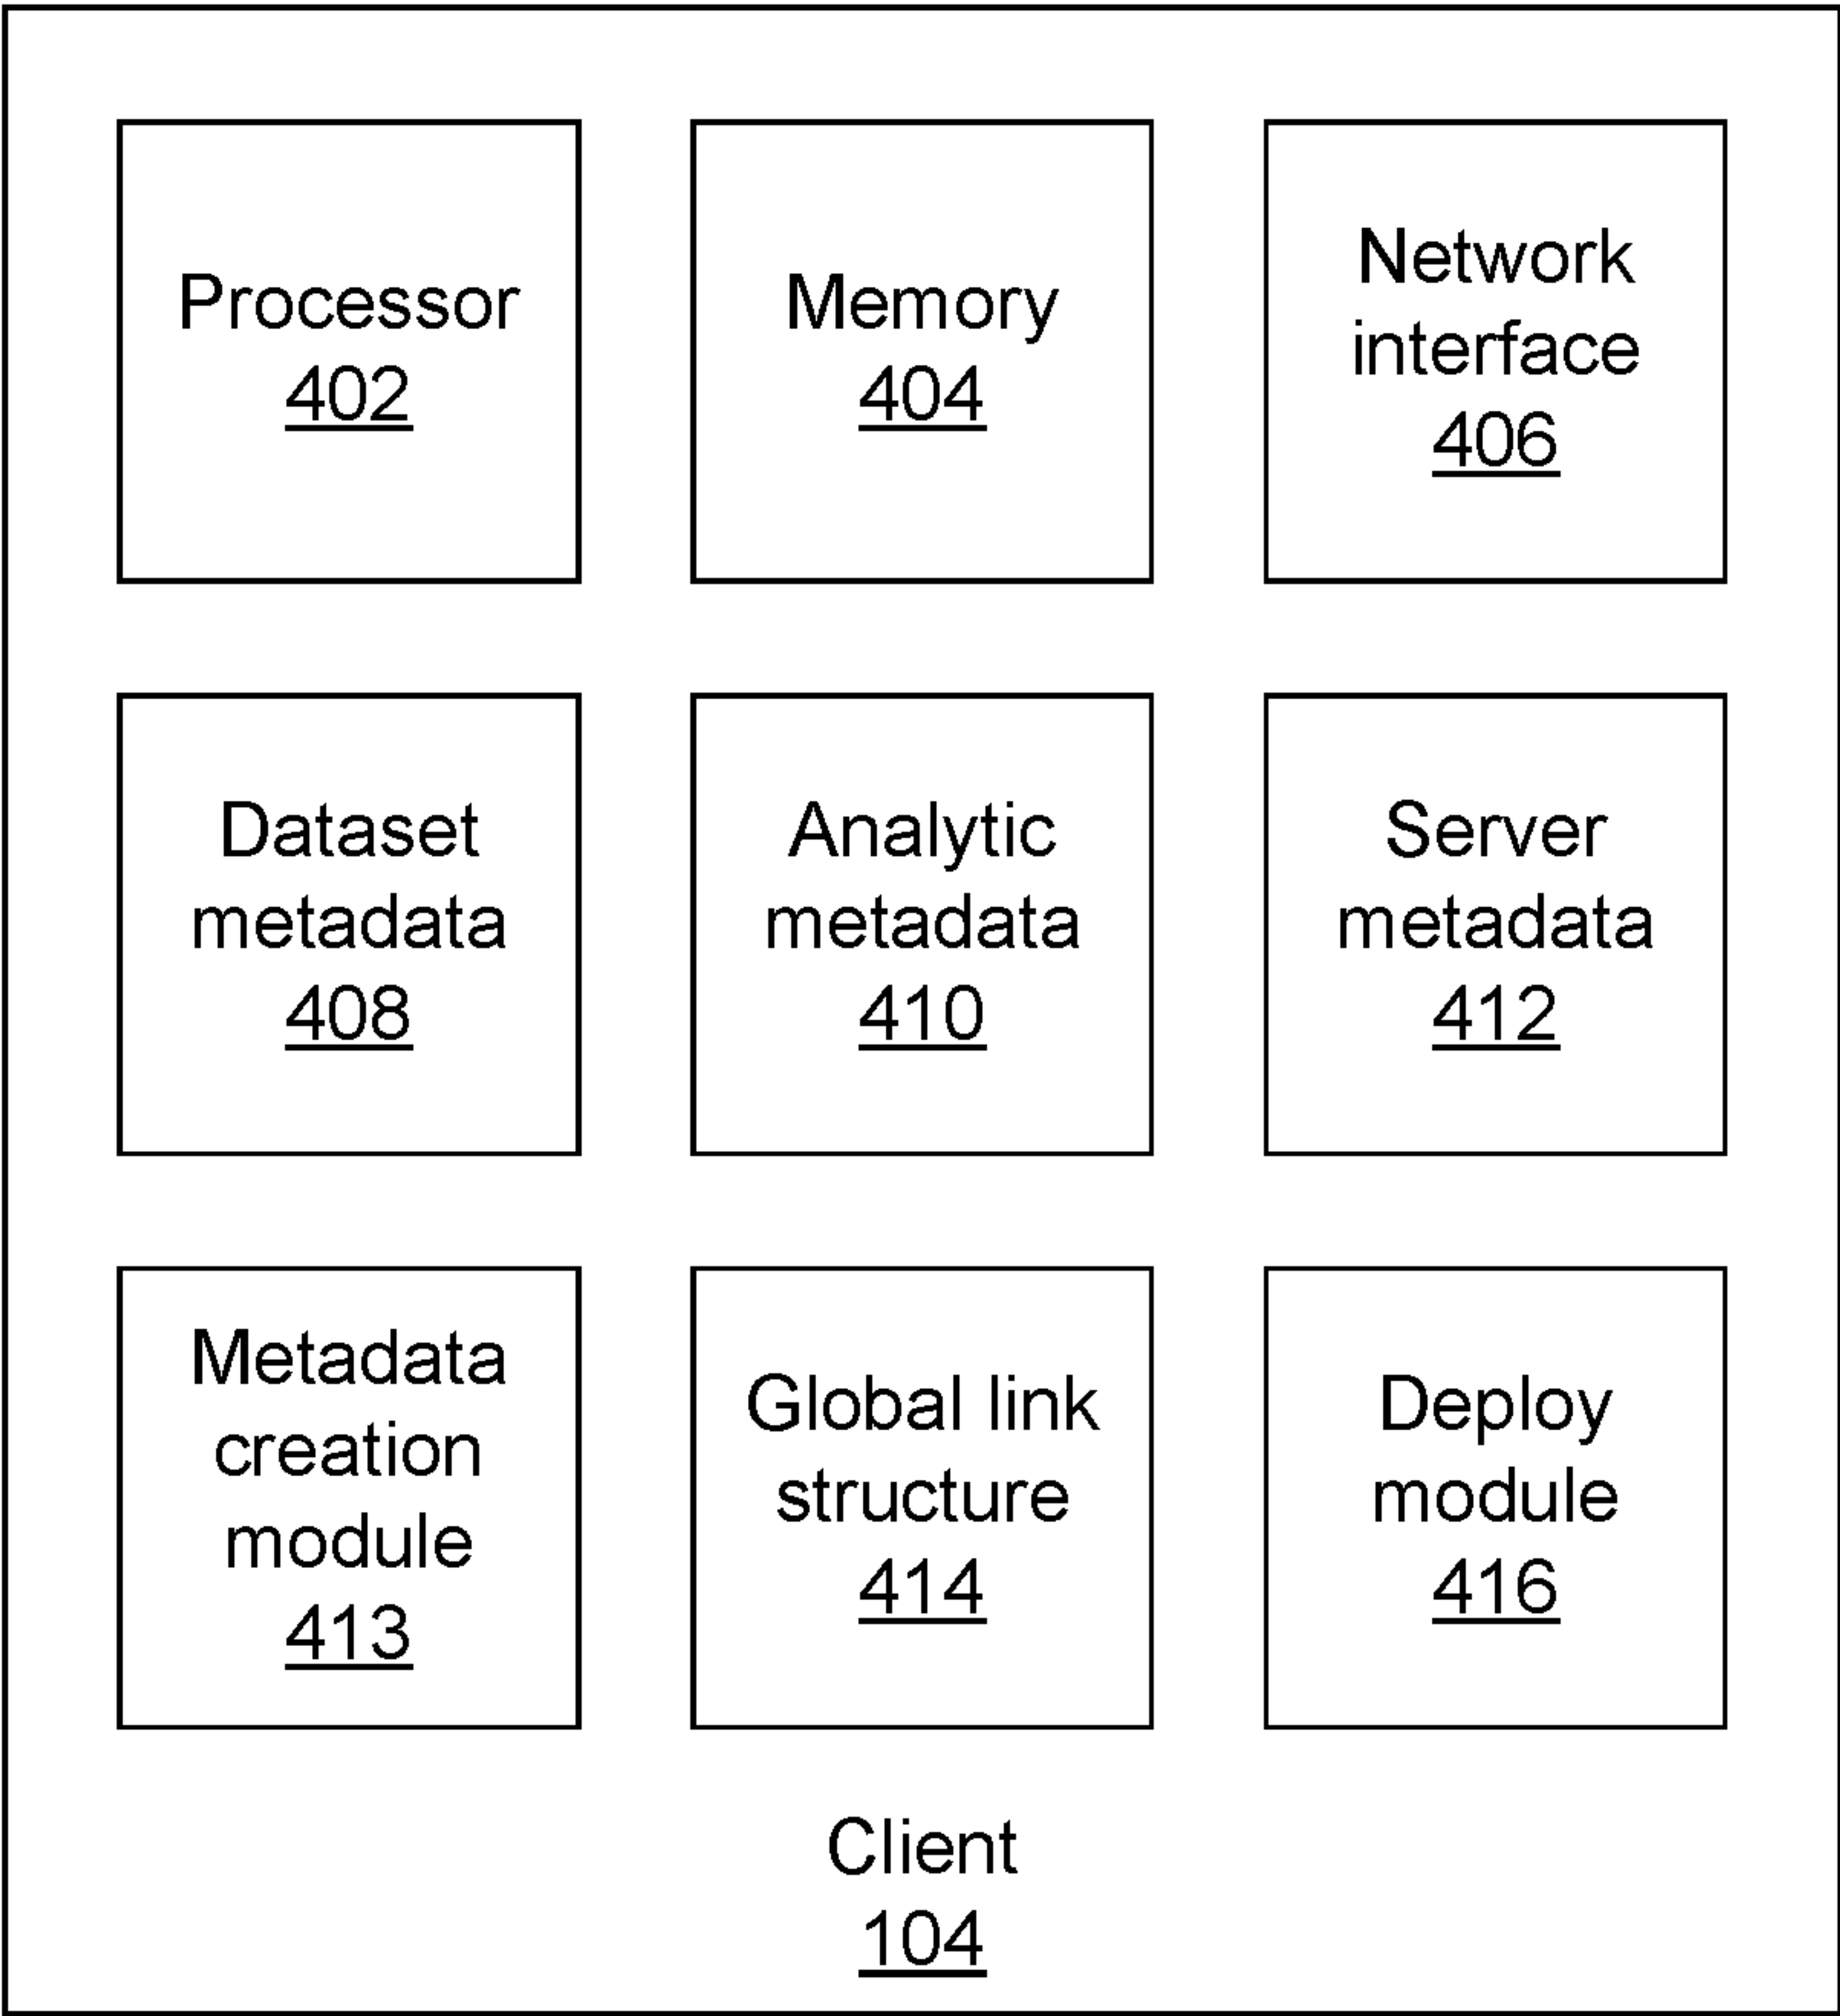 Processor
402
Memory
404
Network
interface
406
Dataset
metadata
408
Analytic
metadata
410
Server
metadata
412
Metadata
creation
module
413
Global link
structure
414
Deploy
module
416
Client
104